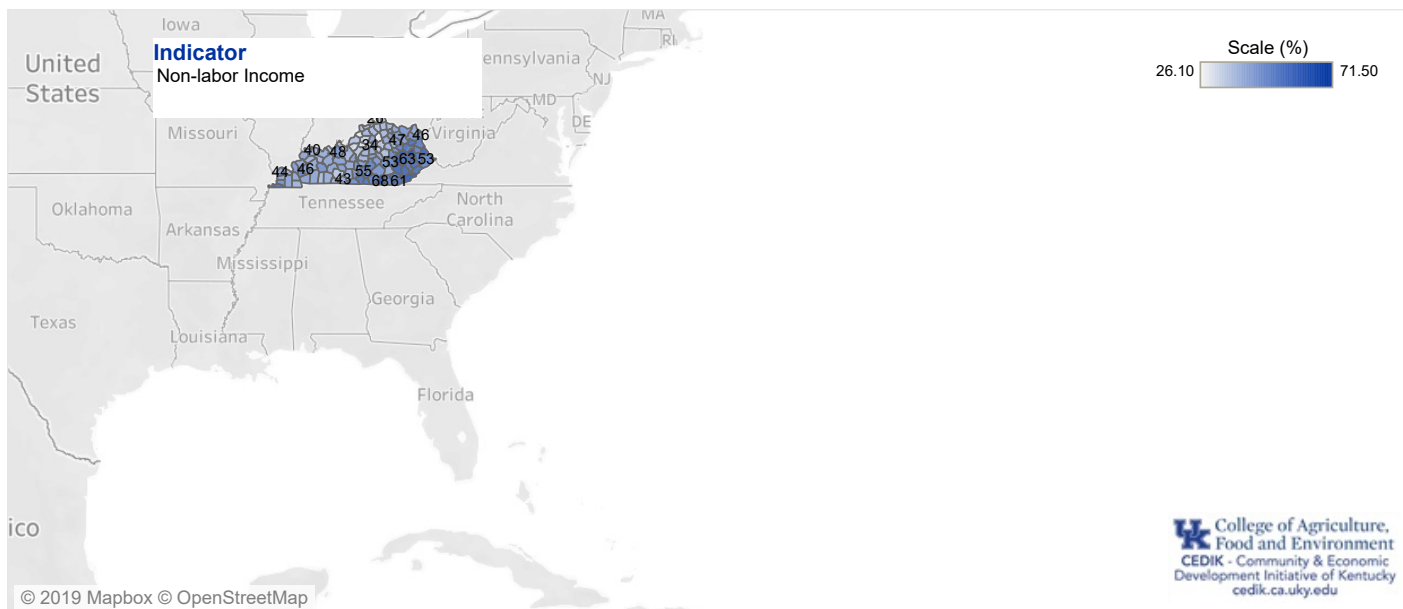 Iowa
MA
RI
Indicator
Non-labor Income
United
States
ennsylvania
NJ
Scale (%)
26.10
71.50
MD
DE
Missouri
Virginia
26
46
47
34
40
48
53
63
53
44
46
55
43
68
61
Tennessee
North
Carolina
Oklahoma
Arkansas
Mississippi
Georgia
Texas
Louisiana
Florida
ico
UK
College of Agriculture,
Food and Environment
CEDIK - Community & Economic
Development Initiative of Kentucky
cedik.ca.uky.edu
© 2019 Mapbox © OpenStreetMap